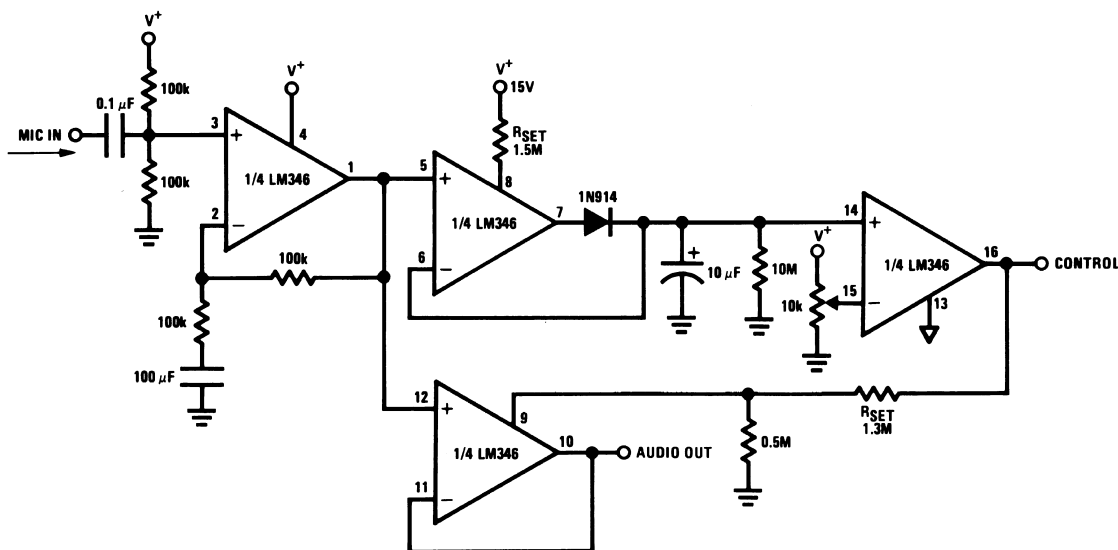 V+
100k
0.1 μF
MIC IN
3
+
V+
4
1/4 LM346
1
100k
2
−
100k
100k
100 μF
V+
15V
RSET
1.5M
8
5
+
1/4 LM346
7
6
−
1N914
+
10 μF
10M
14
+
V+
10k
15
−
1/4 LM346
16
13
CONTROL
12
+
9
1/4 LM346
10
AUDIO OUT
11
−
0.5M
RSET
1.3M